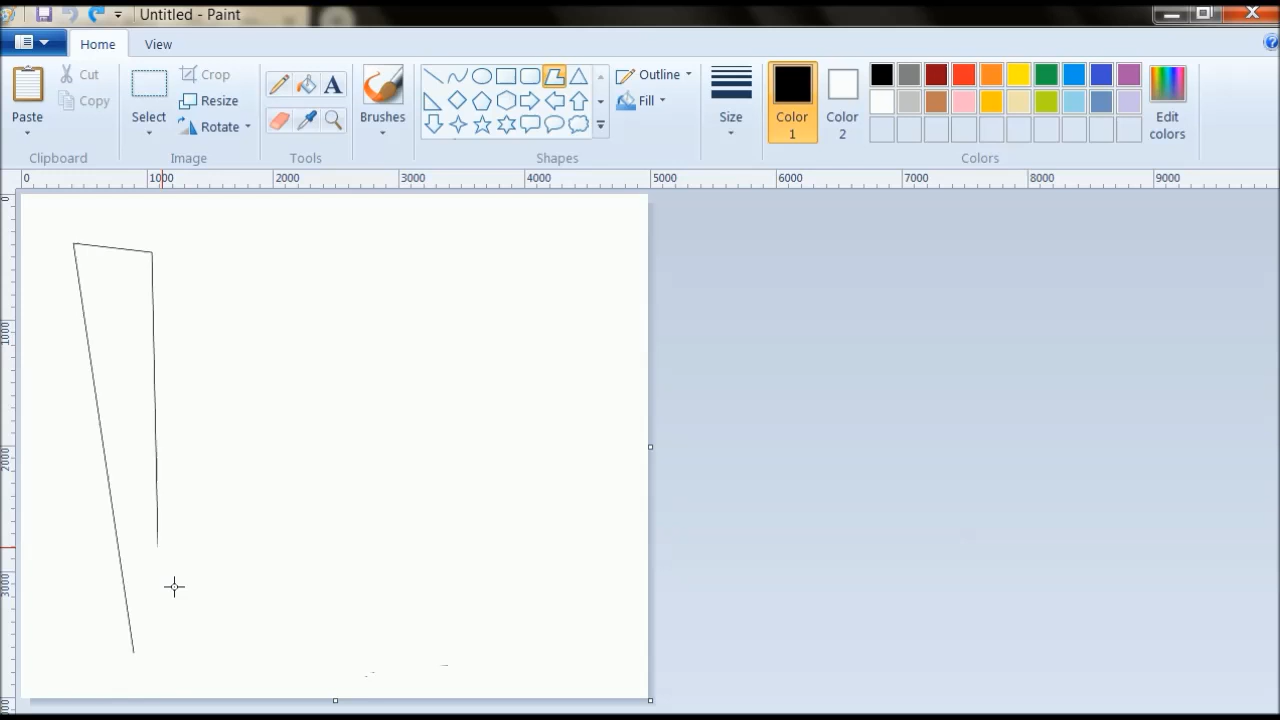 Untitled - Paint
Home View
Paste
Cut
Copy
Clipboard
Select
Crop
Resize
Rotate
Image
A
Tools
Brushes
Shapes
Outline
Fill
Size
Color 1
Color 2
Edit colors
Colors
0 1000 2000 3000 4000 5000 6000 7000 8000 9000
0
1000
2000
3000